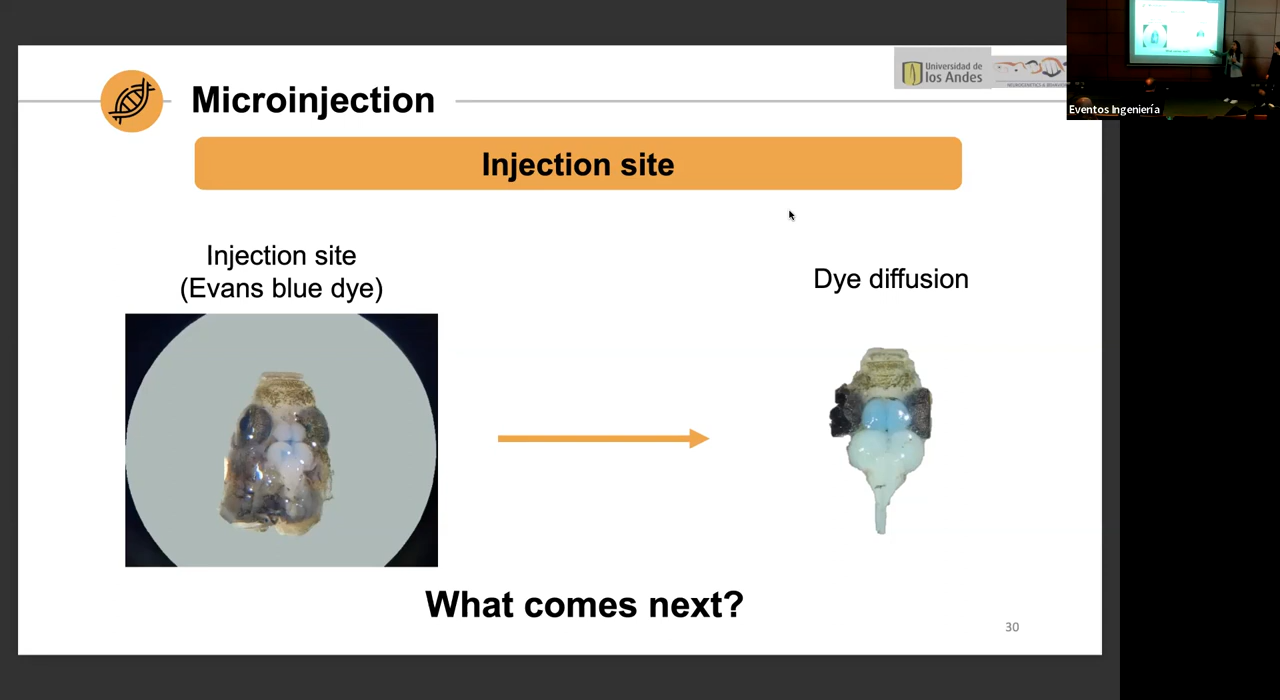 Microinjection
Universidad de
los Andes
Eventos Ingeniería
Injection site
Injection site
(Evans blue dye)
Dye diffusion
What comes next?
30